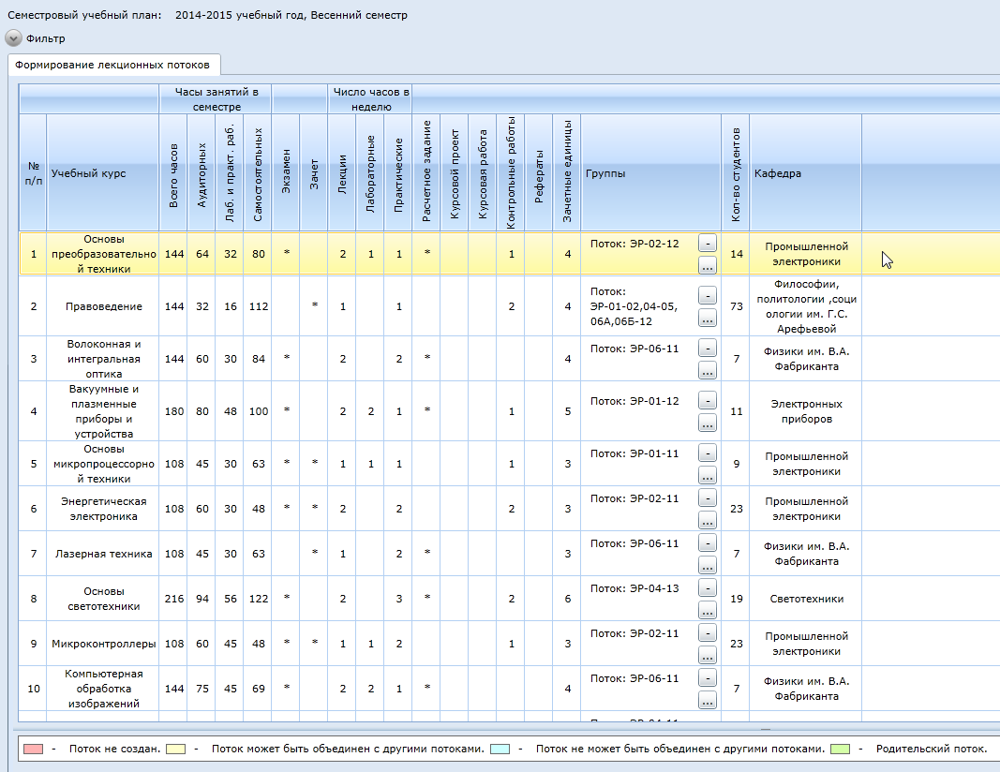 Семестровый учебный план: 2014-2015 учебный год, Весенний семестр
Фильтр
Формирование лекционных потоков
Часы занятий в
семестре
Число часов в
неделю
№
п/п
Учебный курс
Всего часов
Аудиторных
Лаб. и практ. раб.
Самостоятельных
Экзамен
Зачет
Лекции
Лабораторные
Практические
Расчетное задание
Курсовой проект
Курсовая работа
Контрольные работы
Рефераты
Зачетные единицы
Группы
Кол-во студентов
Кафедра
1
Основы
преобразовательно
й техники
144 64 32 80 * 2 1 1 * 1 4
Поток: ЭР-02-12
-
...
14
Промышленной
электроники
2
Правоведение
144 32 16 112 * 1 1 2 4
Поток:
ЭР-01-02,04-05,
06А,06Б-12
-
...
73
Философии,
политологии ,соци
ологии им. Г.С.
Арефьевой
3
Волоконная и
интегральная
оптика
144 60 30 84 * 2 2 * 4
Поток: ЭР-06-11
-
...
7
Физики им. В.А.
Фабриканта
4
Вакуумные и
плазменные
приборы и
устройства
180 80 48 100 * 2 2 1 * 1 5
Поток: ЭР-01-12
-
...
11
Электронных
приборов
5
Основы
микропроцессорно
й техники
108 45 30 63 * * 1 1 1 1 3
Поток: ЭР-01-11
-
...
9
Промышленной
электроники
6
Энергетическая
электроника
108 60 30 48 * * 2 2 2 3
Поток: ЭР-02-11
-
...
23
Промышленной
электроники
7
Лазерная техника
108 45 30 63 * 1 2 * 3
Поток: ЭР-06-11
-
...
7
Физики им. В.А.
Фабриканта
8
Основы
светотехники
216 94 56 122 * 2 3 * 2 6
Поток: ЭР-04-13
-
...
19
Светотехники
9
Микроконтроллеры
108 60 45 48 * * 1 1 2 1 3
Поток: ЭР-02-11
-
...
23
Промышленной
электроники
10
Компьютерная
обработка
изображений
144 75 45 69 * 2 2 1 * 4
Поток: ЭР-06-11
-
...
7
Физики им. В.А.
Фабриканта
- Поток не создан. - Поток может быть объединен с другими потоками. - Поток не может быть объединен с другими потоками. - Родительский поток.